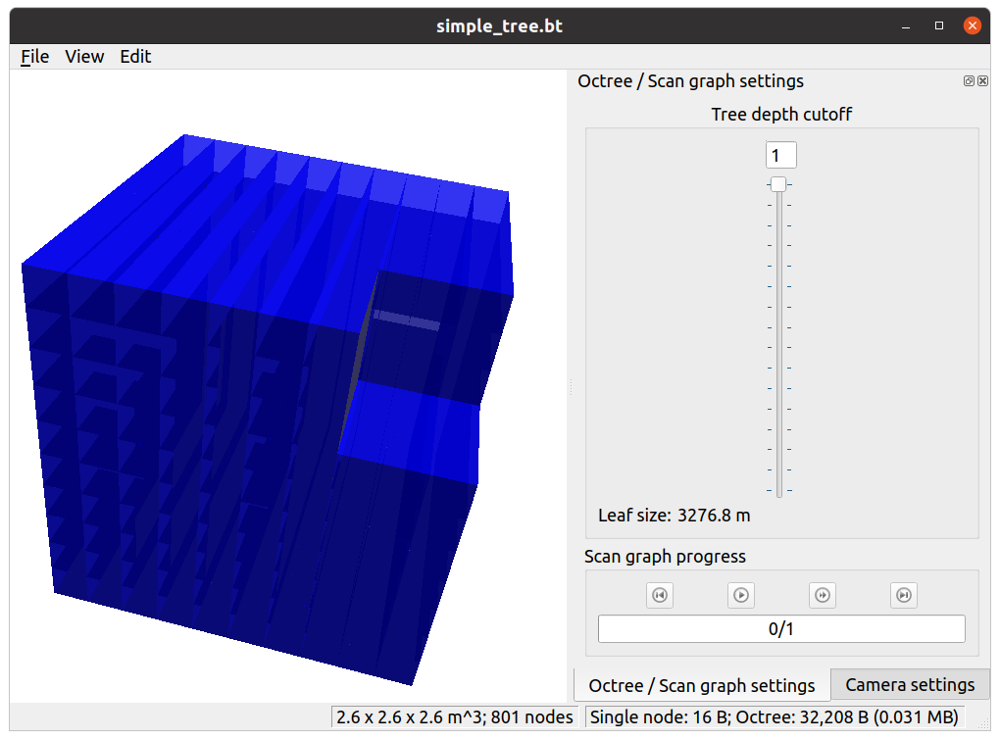 simple_tree.bt
File View Edit
Octree / Scan graph settings
Tree depth cutoff
1
Leaf size: 3276.8 m
Scan graph progress
0/1
Octree / Scan graph settings
Camera settings
2.6 x 2.6 x 2.6 m^3; 801 nodes
Single node: 16 B; Octree: 32,208 B (0.031 MB)